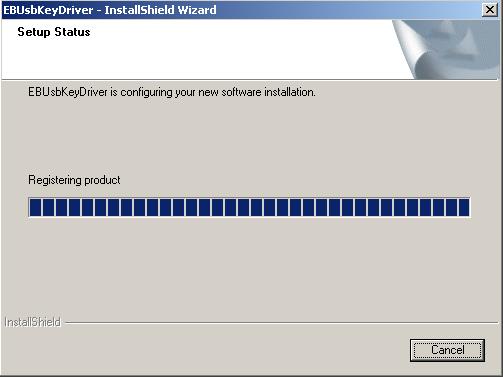 EBUsbKeyDriver - InstallShield Wizard
Setup Status
EBUsbKeyDriver is configuring your new software installation.
Registering product
InstallShield
Cancel